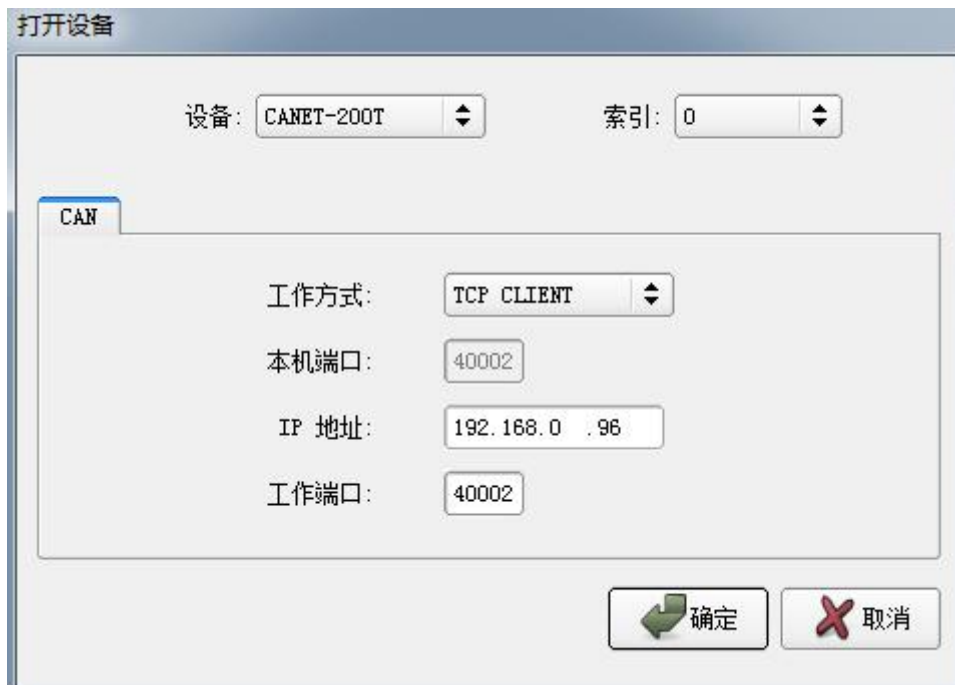 打开设备
设备: CANET-200T 索引: 0
CAN
工作方式: TCP CLIENT
本机端口: 40002
IP 地址: 192.168.0 .96
工作端口: 40002
确定 取消